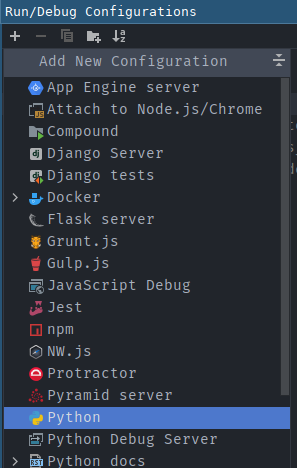 Run/Debug Configurations
Add New Configuration
App Engine server
Attach to Node.js/Chrome
Compound
Django Server
Django tests
Docker
Flask server
Grunt.js
Gulp.js
JavaScript Debug
Jest
npm
NW.js
Protractor
Pyramid server
Python
Python Debug Server
Python docs